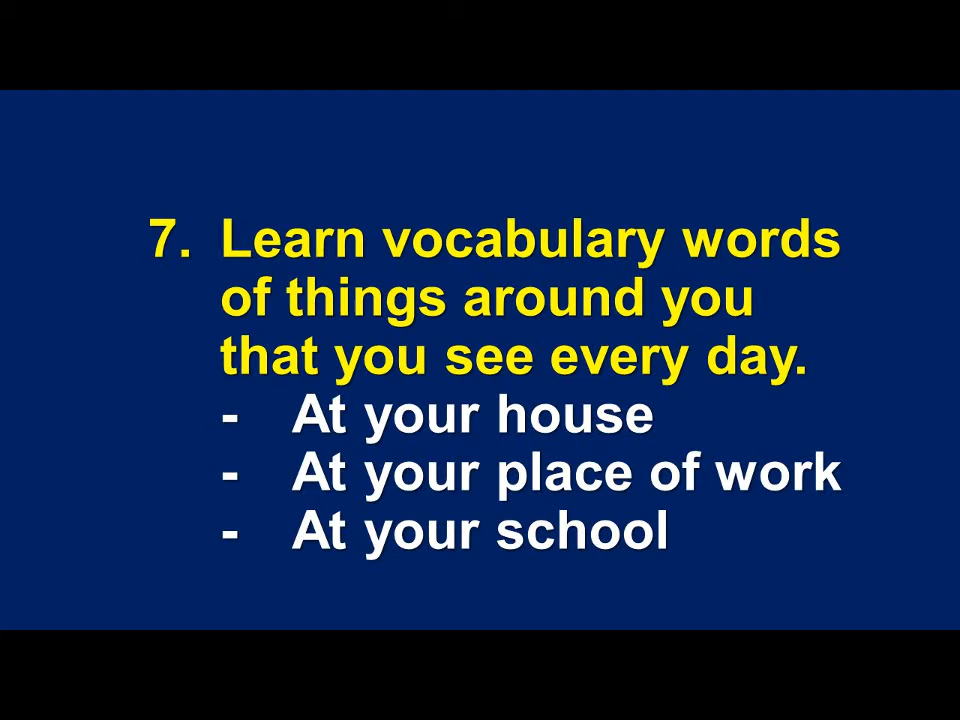 7. Learn vocabulary words
of things around you
that you see every day.
- At your house
- At your place of work
- At your school